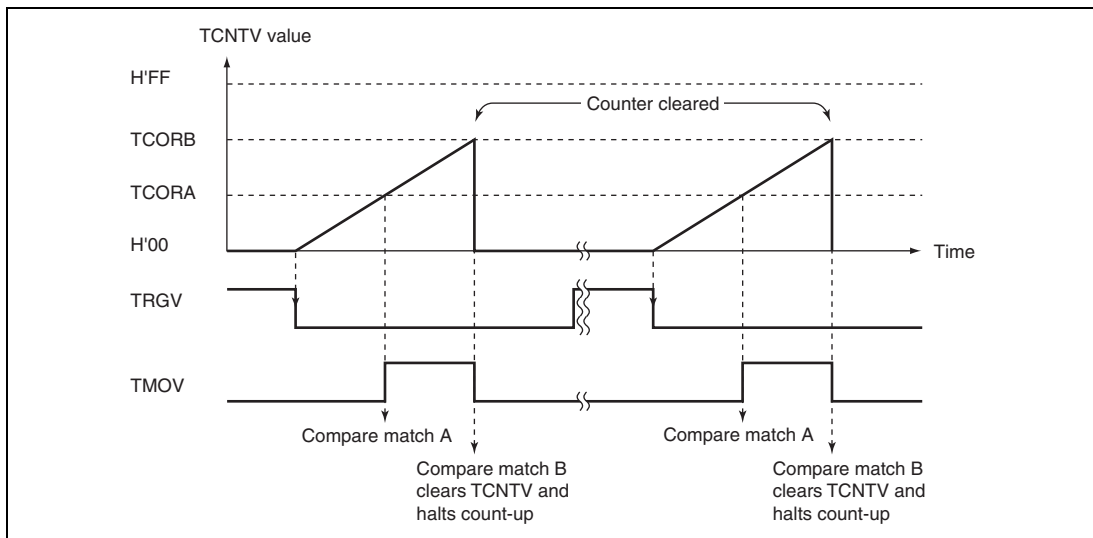 TCNTV value
H'FF
Counter cleared
TCORB
TCORA
H'00
Time
TRGV
TMOV
Compare match A
Compare match A
Compare match B
clears TCNTV and
halts count-up
Compare match B
clears TCNTV and
halts count-up